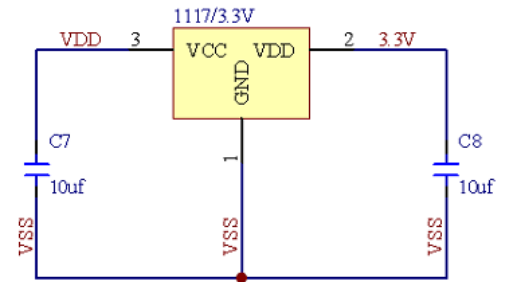 1117/3.3V
VDD 3 VCC VDD 2 3.3V
GND
C7
10uf
1
C8
10uf
VSS VSS VSS